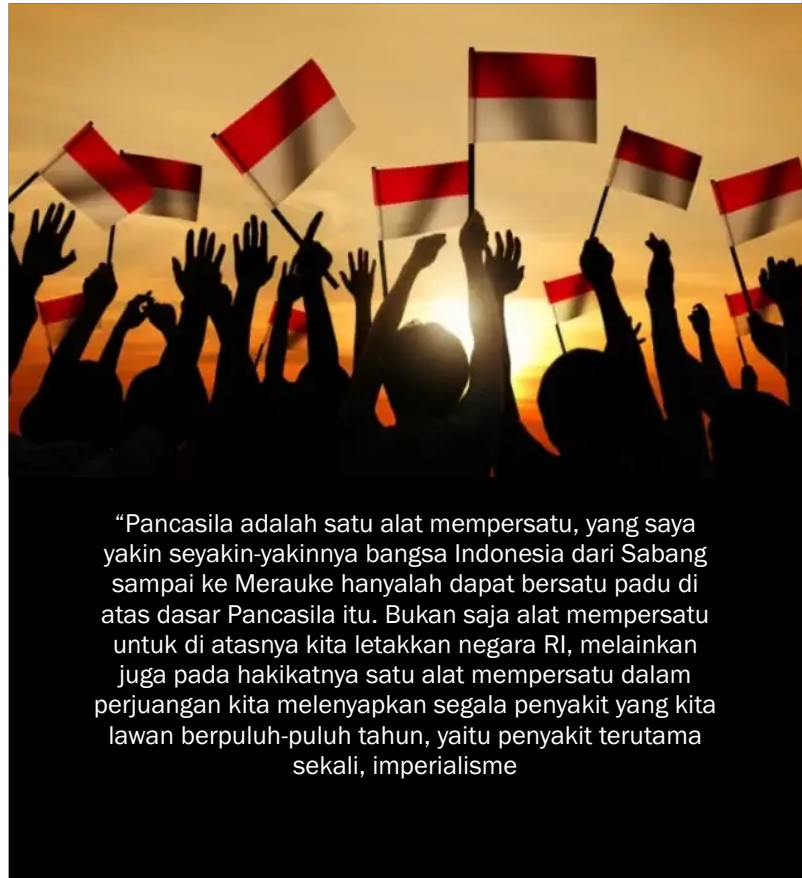 “Pancasila adalah satu alat mempersatu, yang saya
yakin seyakin-yakinnya bangsa Indonesia dari Sabang
sampai ke Merauke hanyalah dapat bersatu padu di
atas dasar Pancasila itu. Bukan saja alat mempersatu
untuk di atasnya kita letakkan negara RI, melainkan
juga pada hakikatnya satu alat mempersatu dalam
perjuangan kita melenyapkan segala penyakit yang kita
lawan berpuluh-puluh tahun, yaitu penyakit terutama
sekali, imperialisme